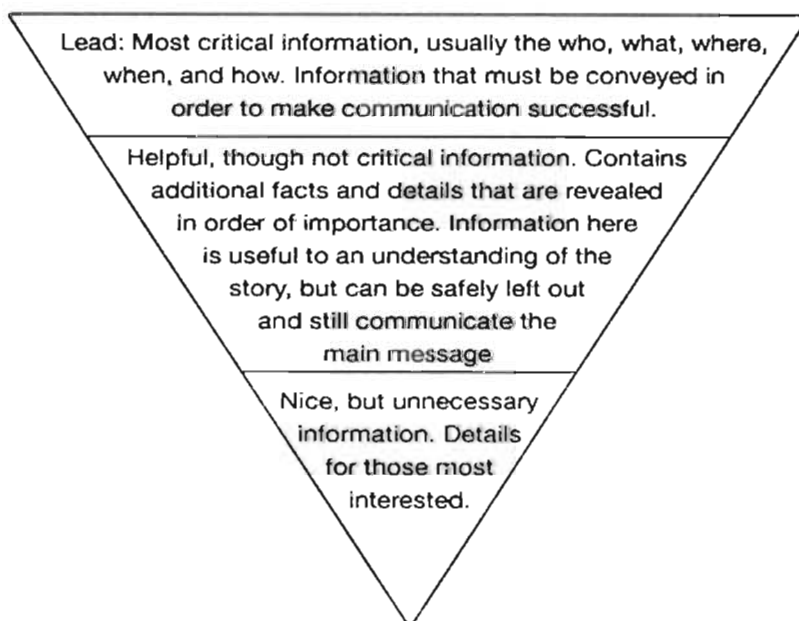 Lead: Most critical information, usually the who, what, where,
when, and how. Information that must be conveyed in
order to make communication successful.
Helpful, though not critical information. Contains
additional facts and details that are revealed
in order of importance. Information here
is useful to an understanding of the
story, but can be safely left out
and still communicate the
main message
Nice, but unnecessary
information. Details
for those most
interested.